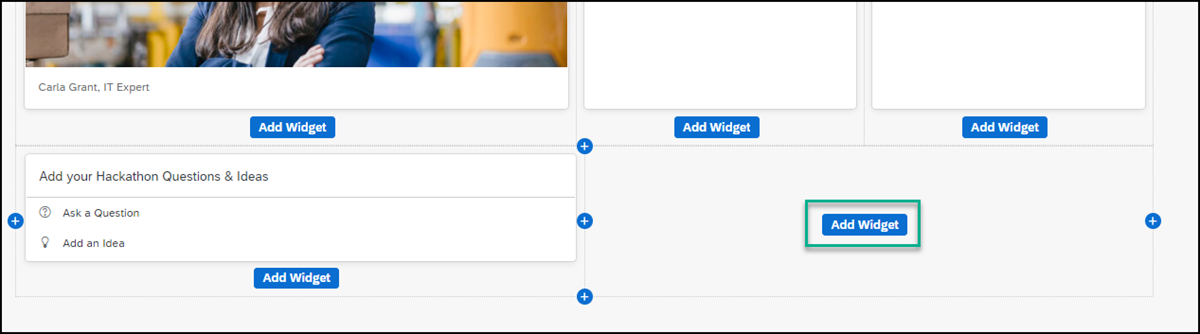 Carla Grant, IT Expert
Add Widget
Add Widget
Add Widget
Add your Hackathon Questions & Ideas
Ask a Question
Add an Idea
Add Widget
Add Widget